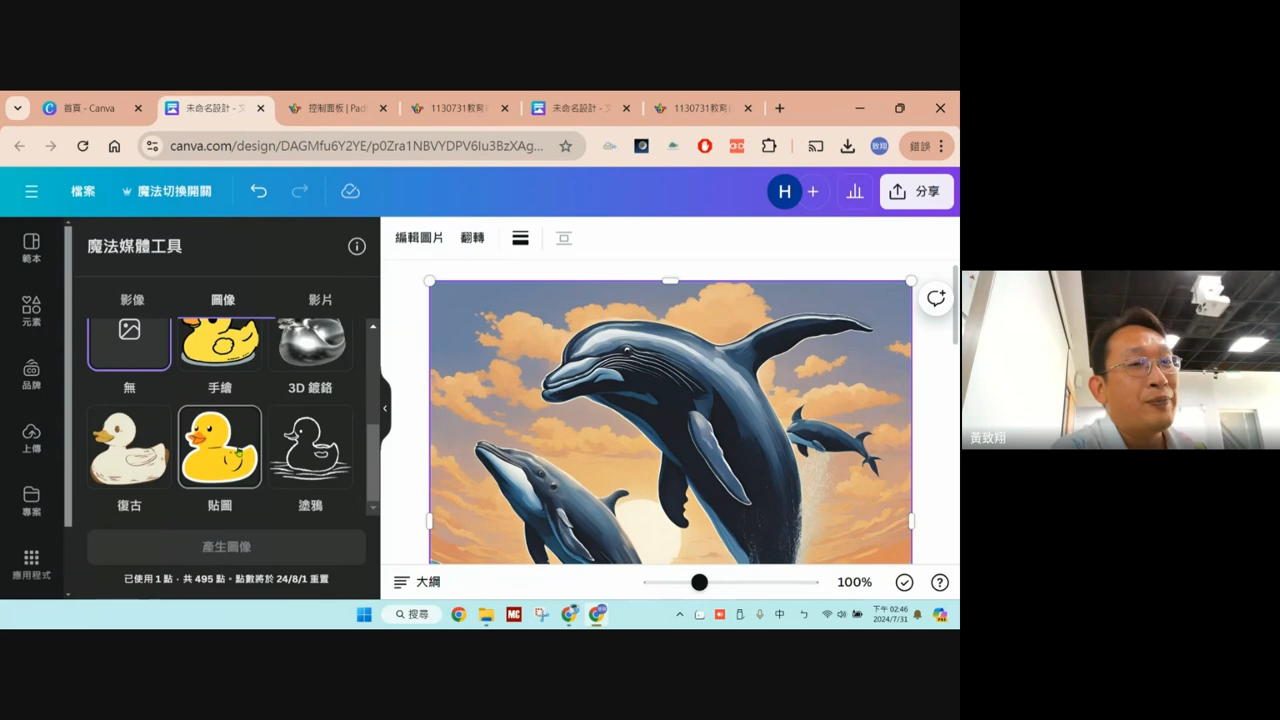 首頁 - Canva
未命名設計 - 文
控制面板 | Pad
1130731教育
未命名設計 - 文
1130731教育
canva.com/design/DAGMfu6Y2YE/p0Zra1NBVYDPV6Iu3BzXAg...
致翔
錯誤
檔案
魔法切換開關
H
分享
範本
元素
品牌
上傳
專案
應用程式
魔法媒體工具
影像
圖像
影片
無
手繪
3D 鍍鉻
復古
貼圖
塗鴉
產生圖像
已使用 1 點,共 495 點。點數將於 24/8/1 重置
編輯圖片
翻轉
大綱
100%
搜尋
MC
中
下午 02:46
2024/7/31
黃致翔